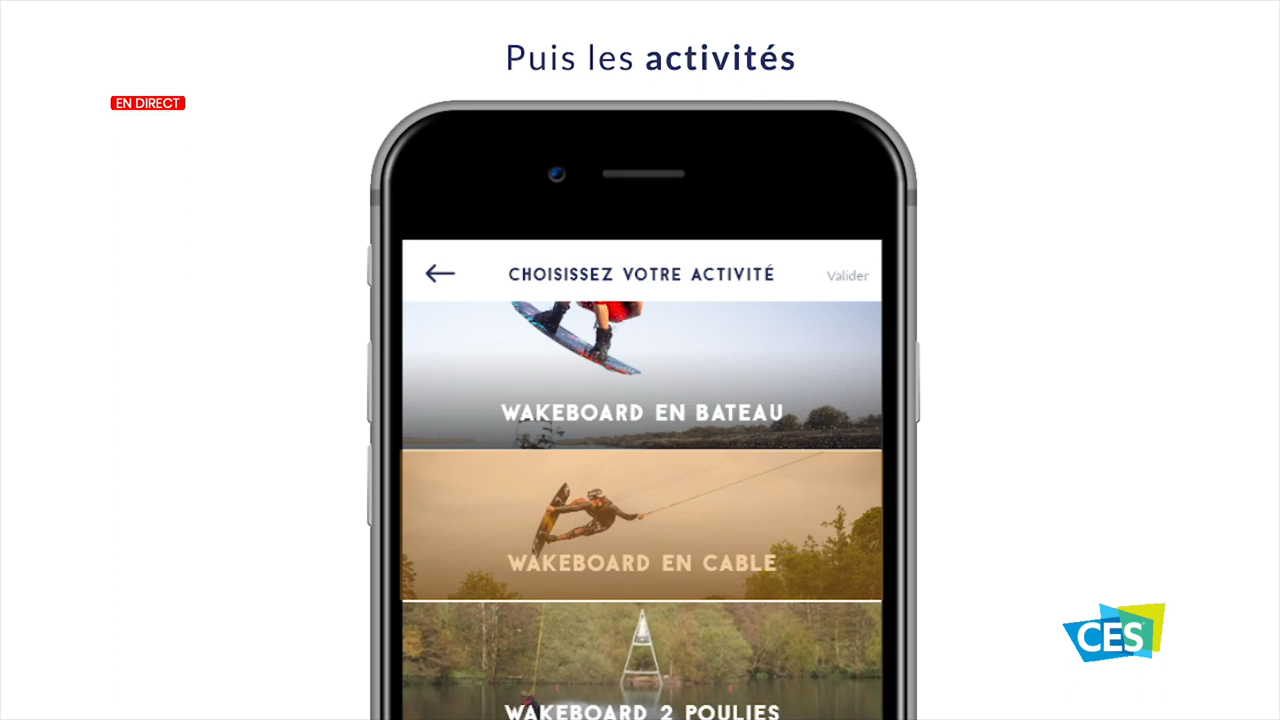 Puis les activités
EN DIRECT
CHOISISSEZ VOTRE ACTIVITÉ
Valider
WAKEBOARD EN BATEAU
WAKEBOARD EN CABLE
WAKEBOARD 2 POULIES
CES